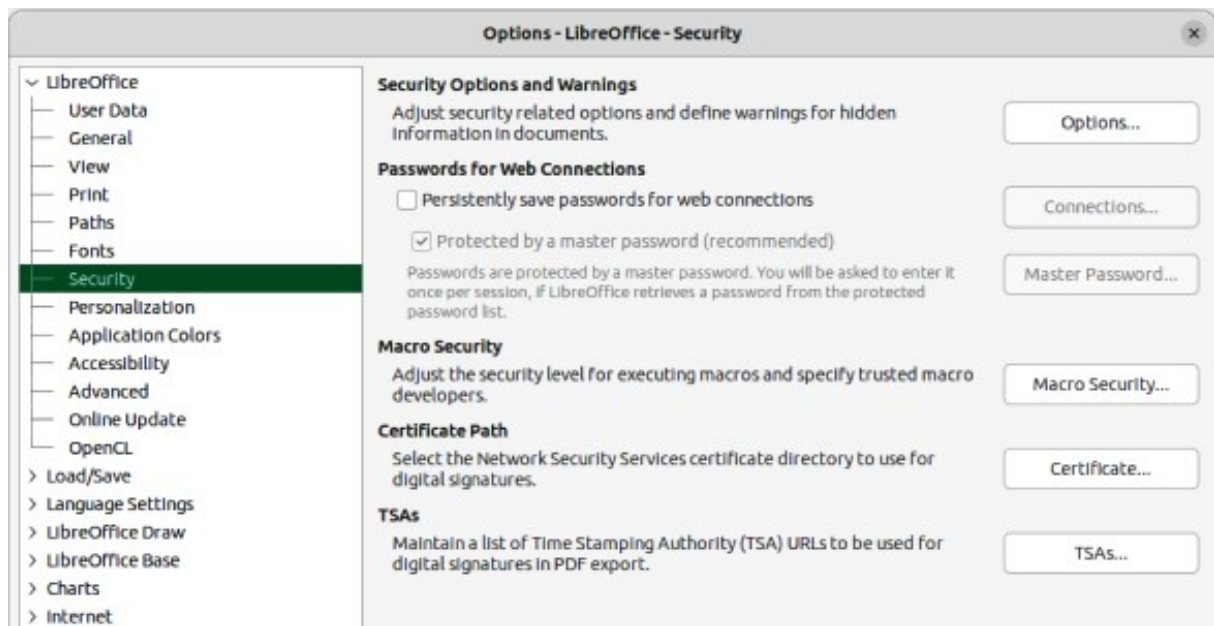 Options - LibreOffice - Security
LibreOffice
User Data
General
View
Print
Paths
Fonts
Security
Personalization
Application Colors
Accessibility
Advanced
Online Update
OpenCL
Load/Save
Language Settings
LibreOffice Draw
LibreOffice Base
Charts
Internet
Security Options and Warnings
Adjust security related options and define warnings for hidden
information in documents.
Options...
Passwords for Web Connections
Persistently save passwords for web connections
Connections...
Protected by a master password (recommended)
Passwords are protected by a master password. You will be asked to enter it
once per session, if LibreOffice retrieves a password from the protected
password list.
Master Password...
Macro Security
Adjust the security level for executing macros and specify trusted macro
developers.
Macro Security...
Certificate Path
Select the Network Security Services certificate directory to use for
digital signatures.
Certificate...
TSAs
Maintain a list of Time Stamping Authority (TSA) URLs to be used for
digital signatures in PDF export.
TSAs...